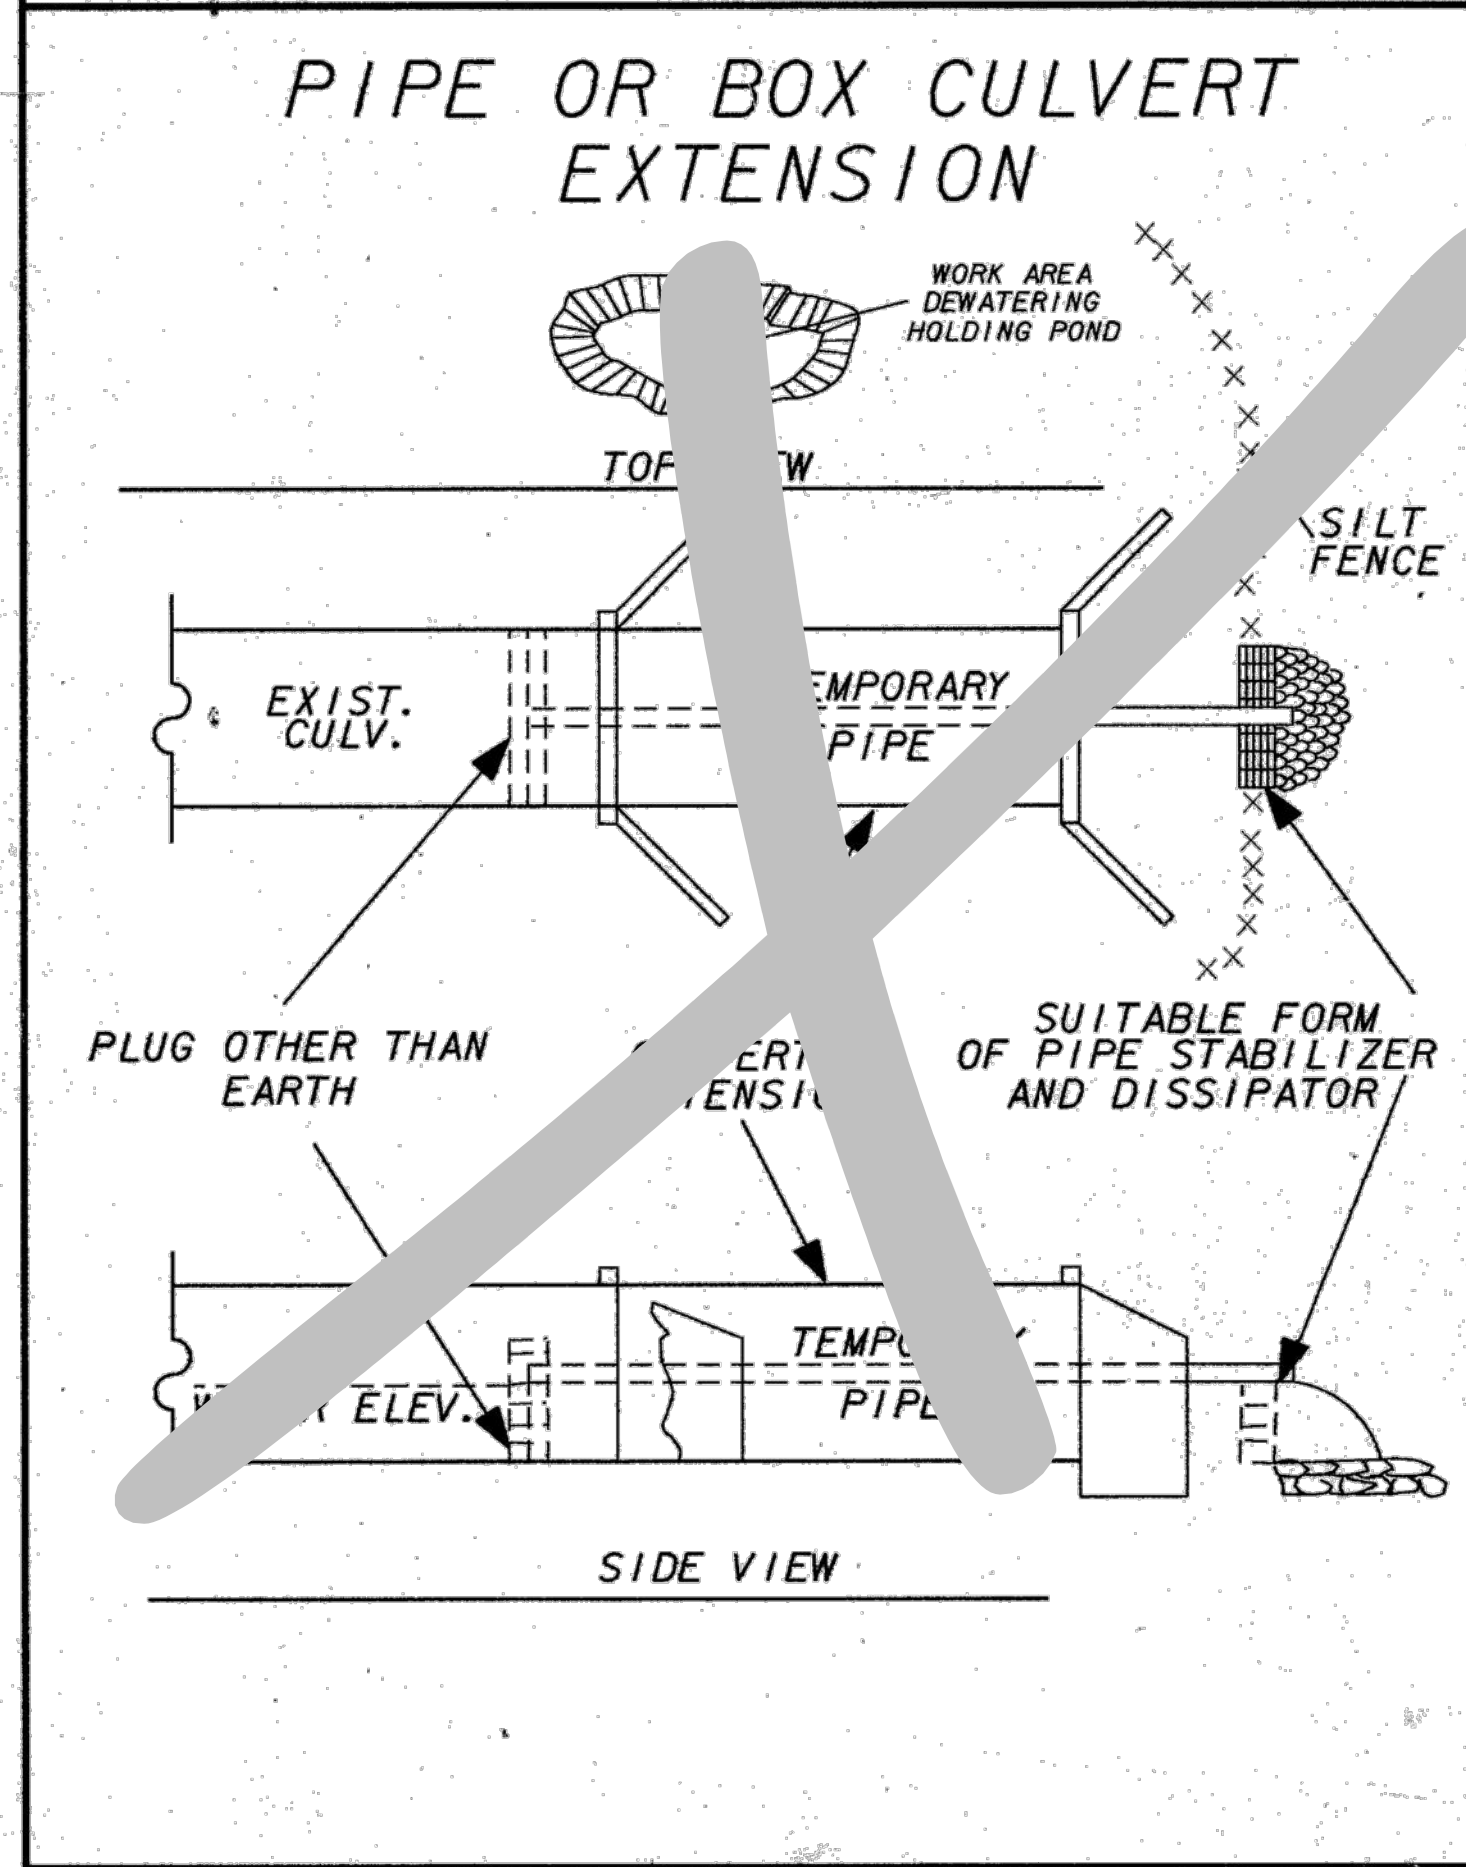 PIPE OR BOX CULVERT
EXTENSION
WORK AREA
DEWATERING
HOLDING POND
SILT
FENCE
EXIST.
CULV.
PIPE
PLUG OTHER THAN
EARTH
SUITABLE FORM
OF PIPE STABILIZER
AND DISSIPATOR
ELEV.
PIPE
SIDE VIEW